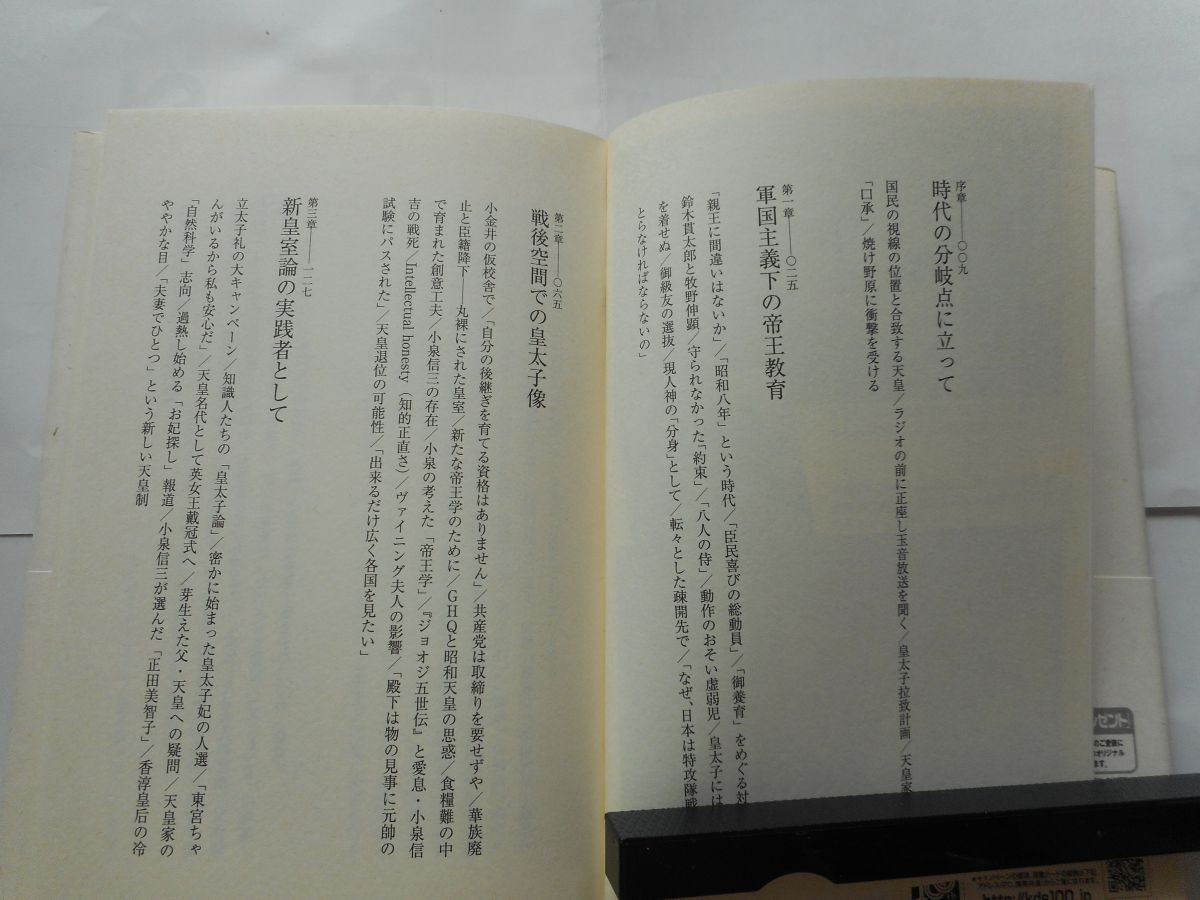 序章――〇〇九
時代の分岐点に立って
国民の視線の位置と合致する天皇／ラジオの前に正座し玉音放送を聞く／皇太子拉致計画／天皇家
「口承」／焼け野原に衝撃を受ける
第一章――〇二五
軍国主義下の帝王教育
「親王に間違いはないか」／「昭和八年」という時代／「臣民喜びの総動員」／「御養育」をめぐる対
鈴木貫太郎と牧野伸顕／守られなかった「約束」／「八人の侍」／動作のおそい虚弱児／皇太子には
を着せぬ／御級友の選抜／現人神の「分身」として／転々とした疎開先で／「なぜ、日本は特攻隊戦
とらなければならないの」
第二章――〇六五
戦後空間での皇太子像
小金井の仮校舎で／「自分の後継ぎを育てる資格はありません」／共産党は取締りを要せずや／華族廃
止と臣籍降下――丸裸にされた皇室／新たな帝王学のために／GHQと昭和天皇の思惑／食糧難の中
で育まれた創意工夫／小泉信三の存在／小泉の考えた「帝王学」／『ジョオジ五世伝』と愛息・小泉信
吉の戦死／Intellectual honesty（知的正直さ）／ヴァイニング夫人の影響／「殿下は物の見事に元帥の
試験にパスされた」／天皇退位の可能性／「出来るだけ広く各国を見たい」
第三章――一二七
新皇室論の実践者として
立太子礼の大キャンペーン／知識人たちの「皇太子論」／密かに始まった皇太子妃の人選／「東宮ちゃ
んがいるから私も安心だ」／天皇名代として英女王戴冠式へ／芽生えた父・天皇への疑問／天皇家の
「自然科学」志向／過熱し始める「お妃探し」報道／小泉信三が選んだ「正田美智子」／香淳皇后の冷
ややかな目／「夫妻でひとつ」という新しい天皇制
ゼント
のご愛読に
のオリジナル
ます。
http://kds100.jp